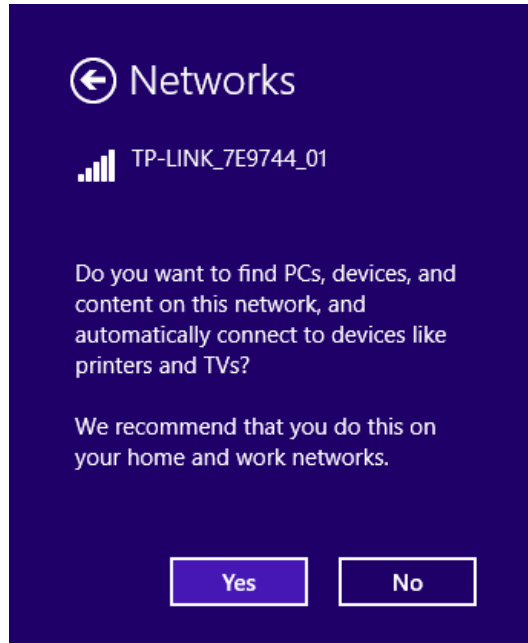 Networks
TP-LINK_7E9744_01
Do you want to find PCs, devices, and
content on this network, and
automatically connect to devices like
printers and TVs?
We recommend that you do this on
your home and work networks.
Yes
No